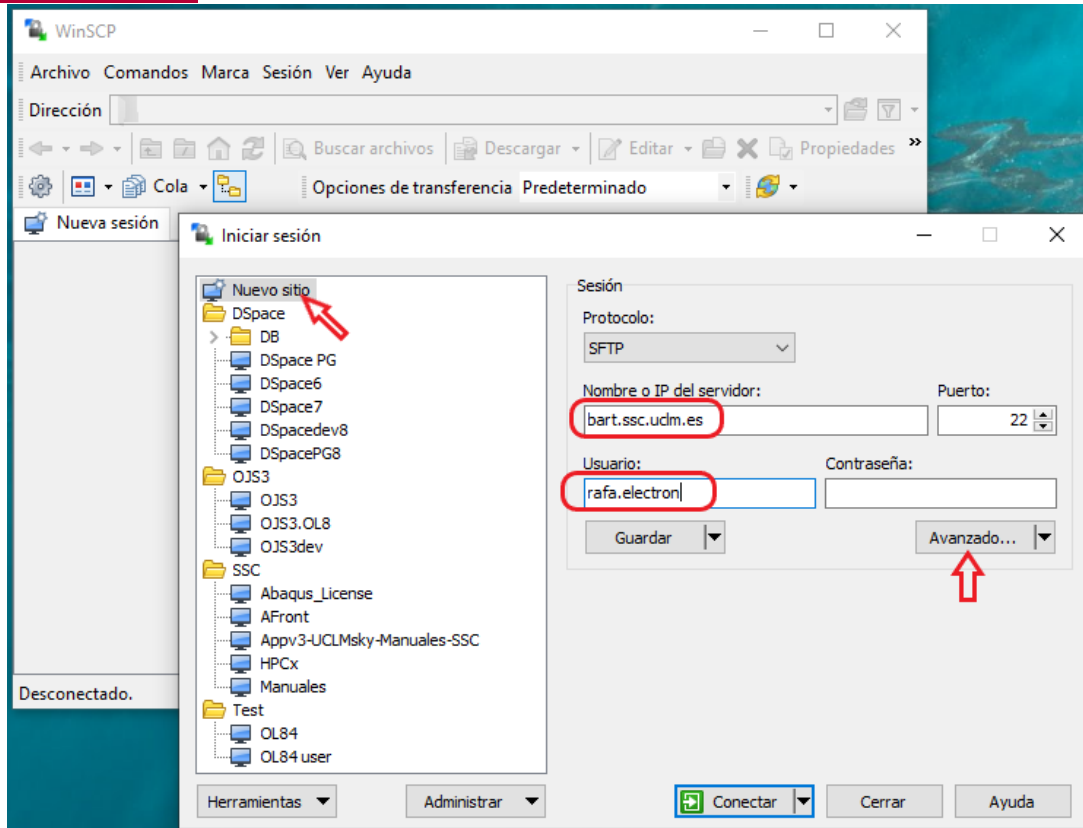 WinSCP
Archivo Comandos Marca Sesión Ver Ayuda
Dirección
Buscar archivos Descargar Editar Propiedades »
Cola Opciones de transferencia Predeterminado
Nueva sesión
Iniciar sesión
Nuevo sitio
DSpace
DB
DSpace PG
DSpace6
DSpace7
DSpacedev8
DSpacePG8
OJS3
OJS3
OJS3.OL8
OJS3dev
SSC
Abaqus_License
AFront
Appv3-UCLMsky-Manuales-SSC
HPCx
Manuales
Test
OL84
OL84 user
Sesión
Protocolo:
SFTP
Nombre o IP del servidor: Puerto:
bart.ssc.uclm.es 22
Usuario: Contraseña:
rafa.electron
Guardar Avanzado...
Desconectado.
Herramientas Administrar Conectar Cerrar Ayuda